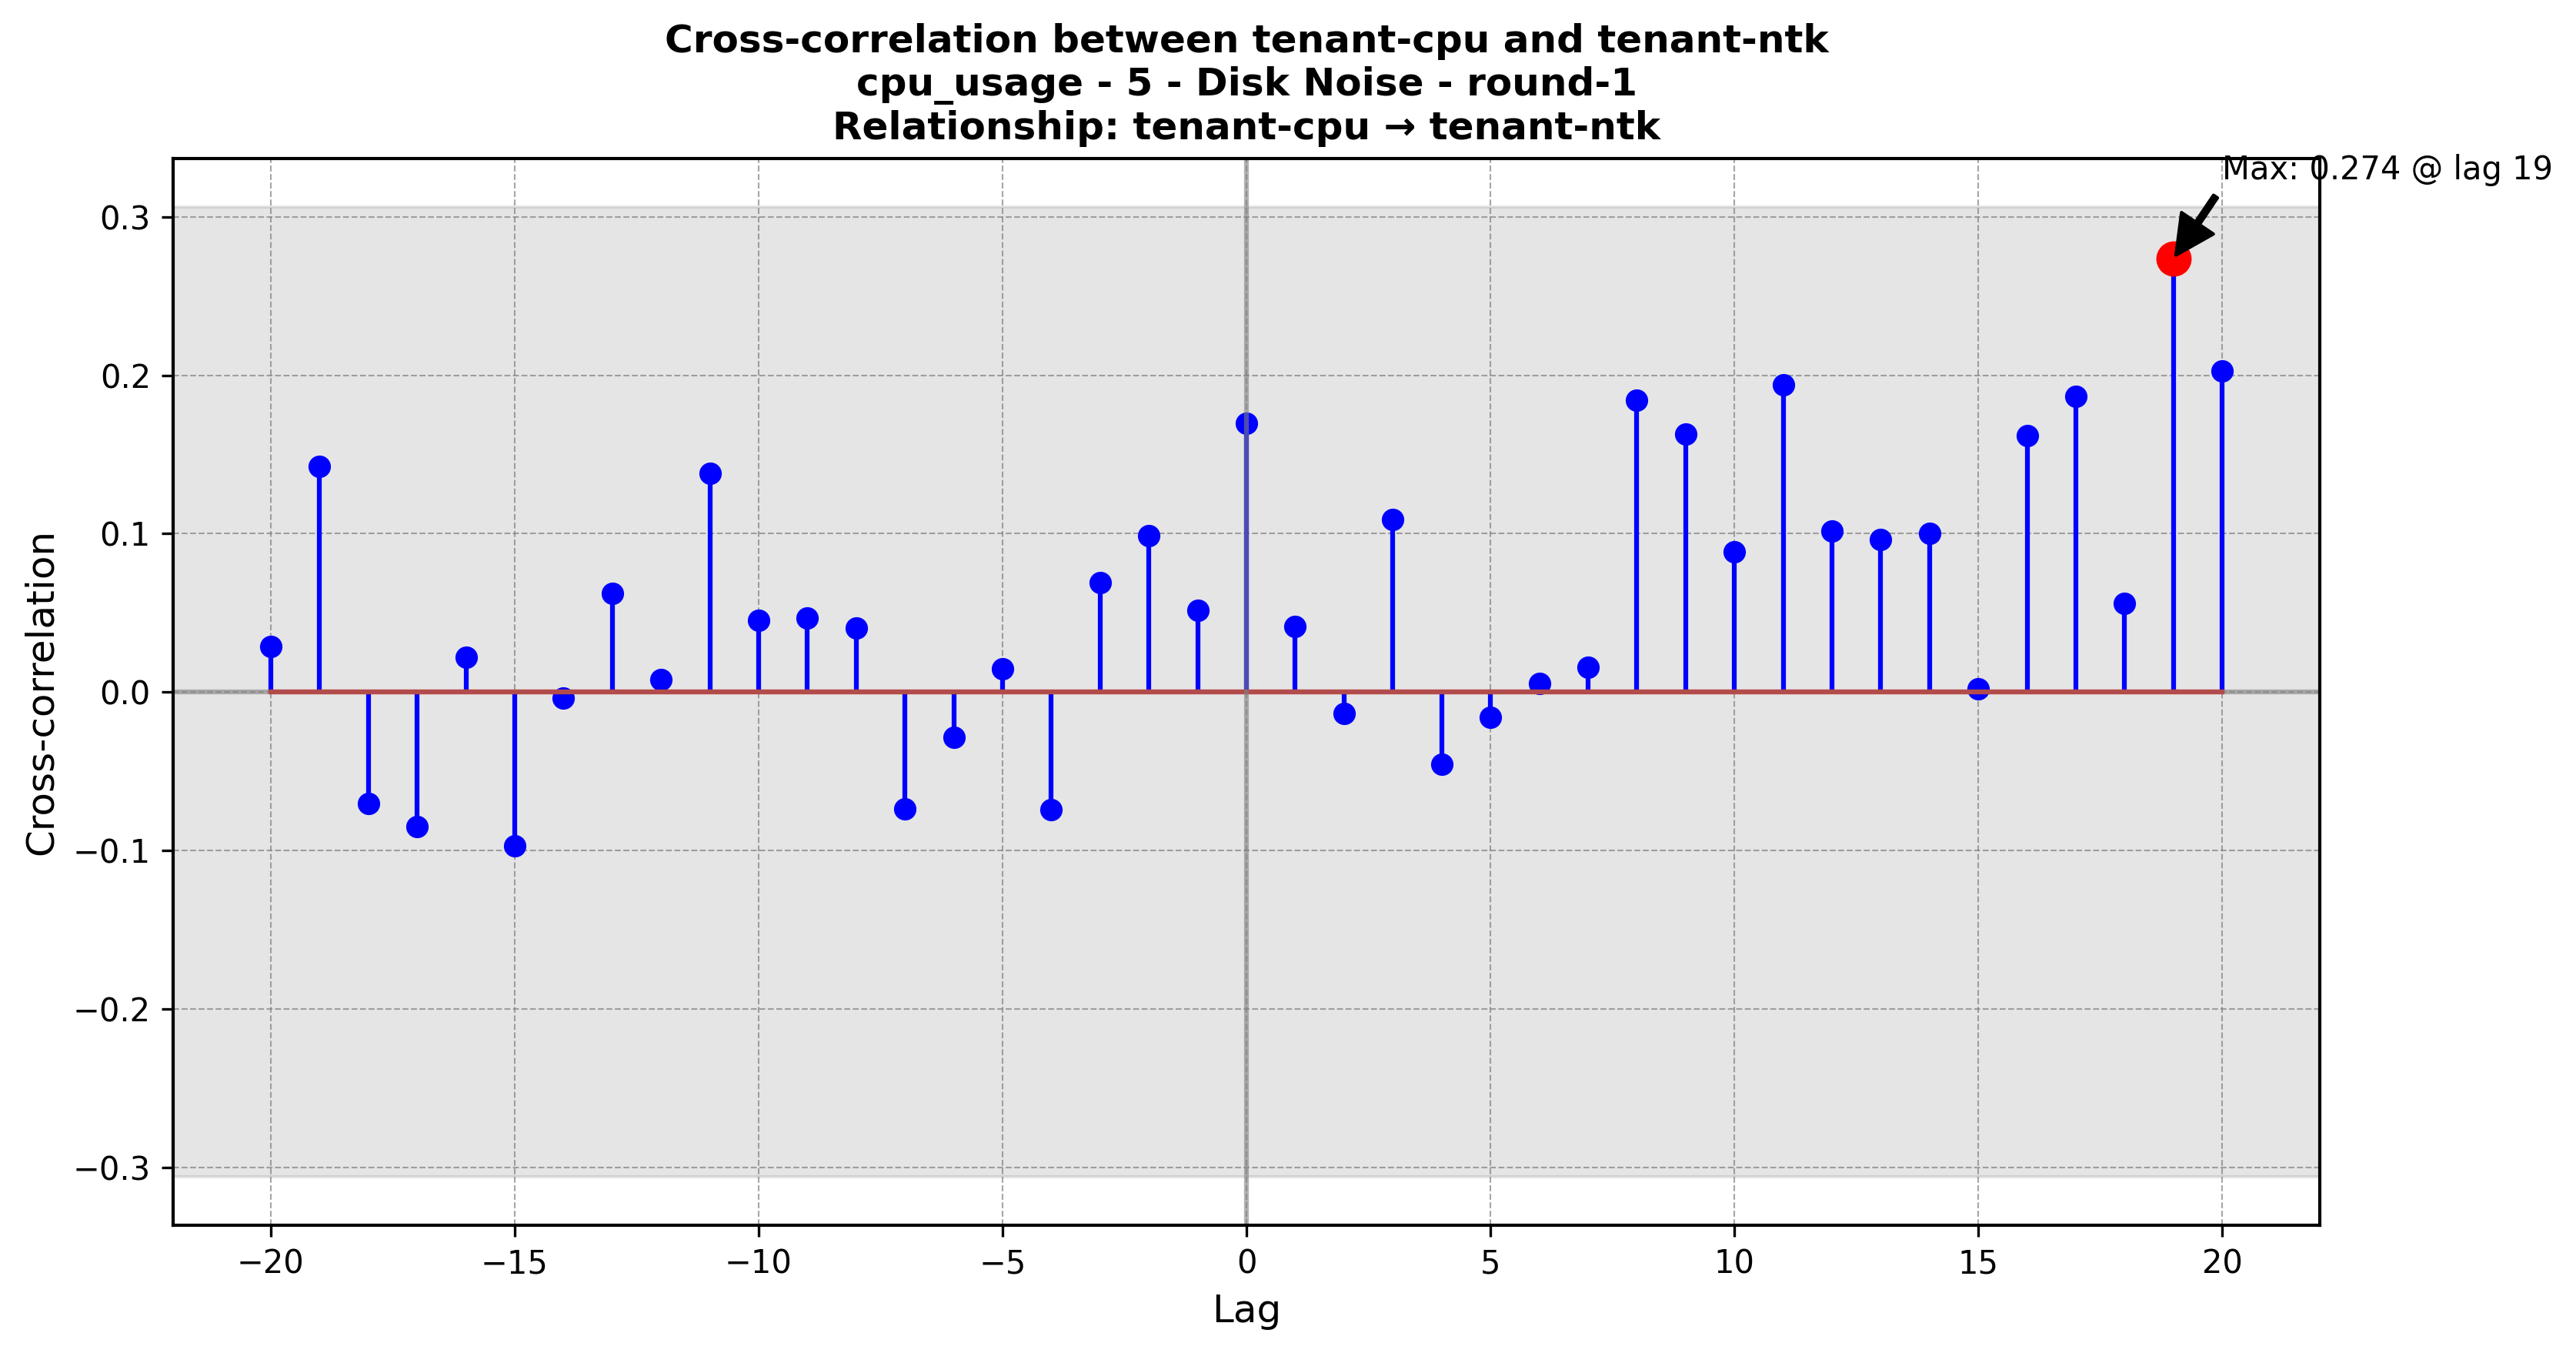 Cross-correlation between tenant-cpu and tenant-ntk
cpu_usage - 5 - Disk Noise - round-1
Relationship: tenant-cpu → tenant-ntk
Max: 0.274 @ lag 19
0.3
0.2
0.1
0.0
−0.1
−0.2
−0.3
Cross-correlation
−20 −15 −10 −5 0 5 10 15 20
Lag